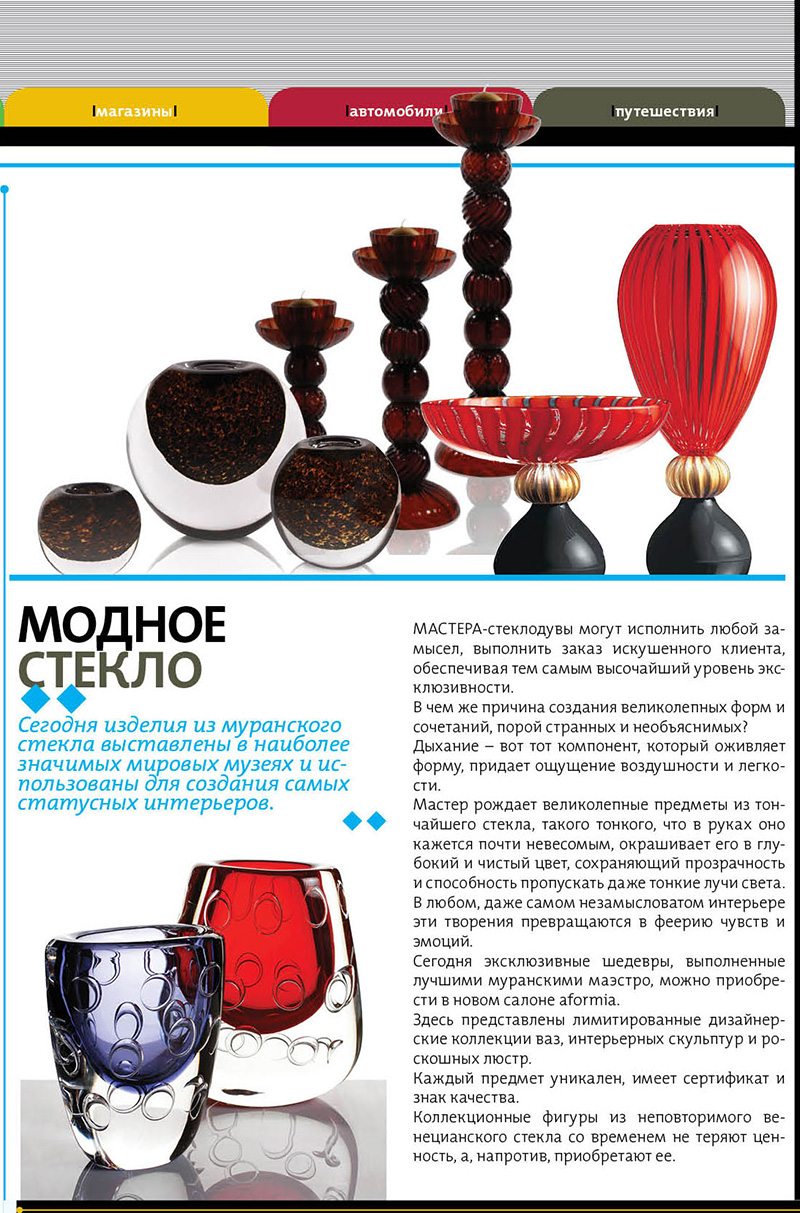 |магазины|
|автомобили|
|путешествия|
МОДНОЕ
СТЕКЛО
Сегодня изделия из муранского
стекла выставлены в наиболее
значимых мировых музеях и ис-
пользованы для создания самых
статусных интерьеров.
МАСТЕРА-стеклодувы могут исполнить любой за-
мысел, выполнить заказ искушенного клиента,
обеспечивая тем самым высочайший уровень экс-
клюзивности.
В чем же причина создания великолепных форм и
сочетаний, порой странных и необъяснимых?
Дыхание – вот тот компонент, который оживляет
форму, придает ощущение воздушности и легко-
сти.
Мастер рождает великолепные предметы из тон-
чайшего стекла, такого тонкого, что в руках оно
кажется почти невесомым, окрашивает его в глу-
бокий и чистый цвет, сохраняющий прозрачность
и способность пропускать даже тонкие лучи света.
В любом, даже самом незамысловатом интерьере
эти творения превращаются в феерию чувств и
эмоций.
Сегодня эксклюзивные шедевры, выполненные
лучшими муранскими маэстро, можно приобре-
сти в новом салоне aformia.
Здесь представлены лимитированные дизайнер-
ские коллекции ваз, интерьерных скульптур и ро-
скошных люстр.
Каждый предмет уникален, имеет сертификат и
знак качества.
Коллекционные фигуры из неповторимого ве-
нецианского стекла со временем не теряют цен-
ность, а, напротив, приобретают ее.